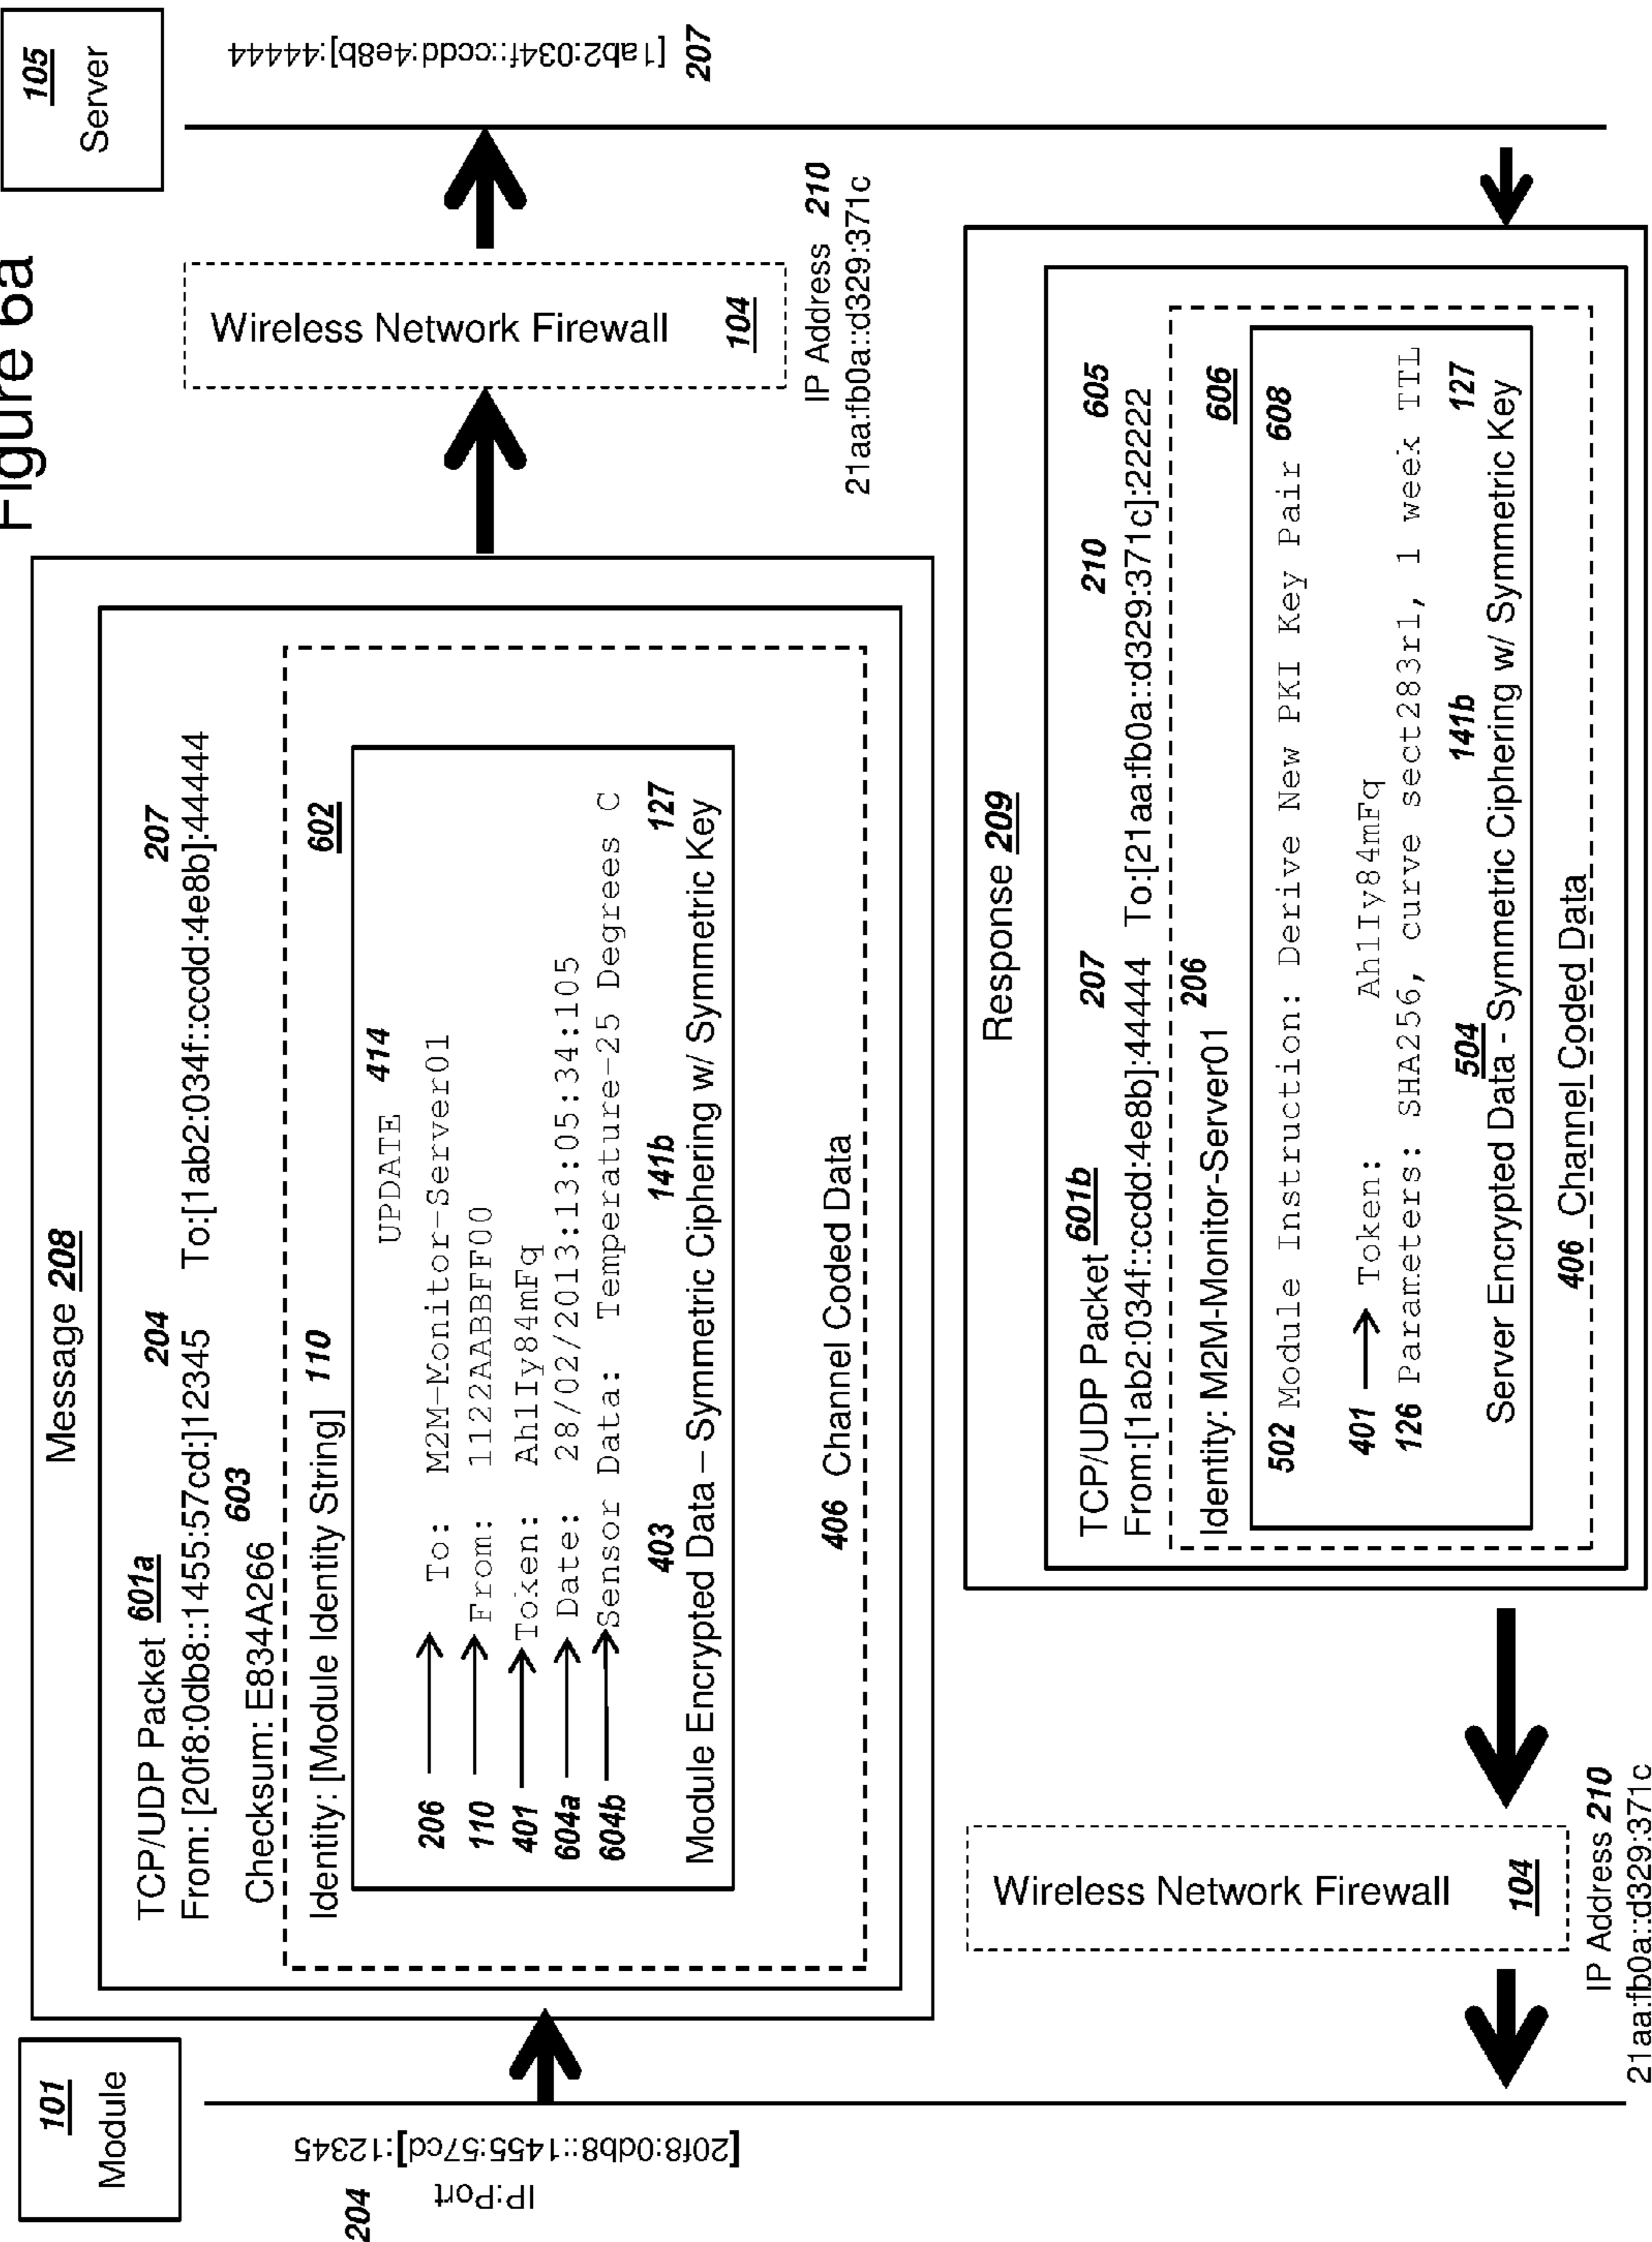 Figure 6a
101
Module
105
Server
204
IP:Port
[20f8:0db8::1455:57cd]:12345
Message 208
TCP/UDP Packet 601a
204
207
From: [20f8:0db8::1455:57cd:]12345 To:[1ab2:034f::ccdd:4e8b]:44444
603
Checksum: E834A266
Identity: [Module Identity String] 110
602
UPDATE 414
206 To: M2M-Monitor-Server01
110 From: 1122AABBFF00
401 Token: AhlIy84mFq
604a Date: 28/02/2013:13:05:34:105
604b Sensor Data: Temperature-25 Degrees C
403 141b 127
Module Encrypted Data – Symmetric Ciphering w/ Symmetric Key
406 Channel Coded Data
Wireless Network Firewall
104
IP Address 210
21aa:fb0a::d329:371c
[1ab2:034f::ccdd:4e8b]:44444
207
Response 209
TCP/UDP Packet 601b 207 210 605
From:[1ab2:034f::ccdd:4e8b]:44444 To:[21aa:fb0a::d329:371c]:22222
206
Identity: M2M-Monitor-Server01
606
502 Module Instruction: Derive New PKI Key Pair 608
401 Token: AhlIy84mFq
126 Parameters: SHA256, curve sect283r1, 1 week TTL
504 141b 127
Server Encrypted Data - Symmetric Ciphering w/ Symmetric Key
406 Channel Coded Data
Wireless Network Firewall
104
IP Address 210
21aa:fb0a::d329:371c